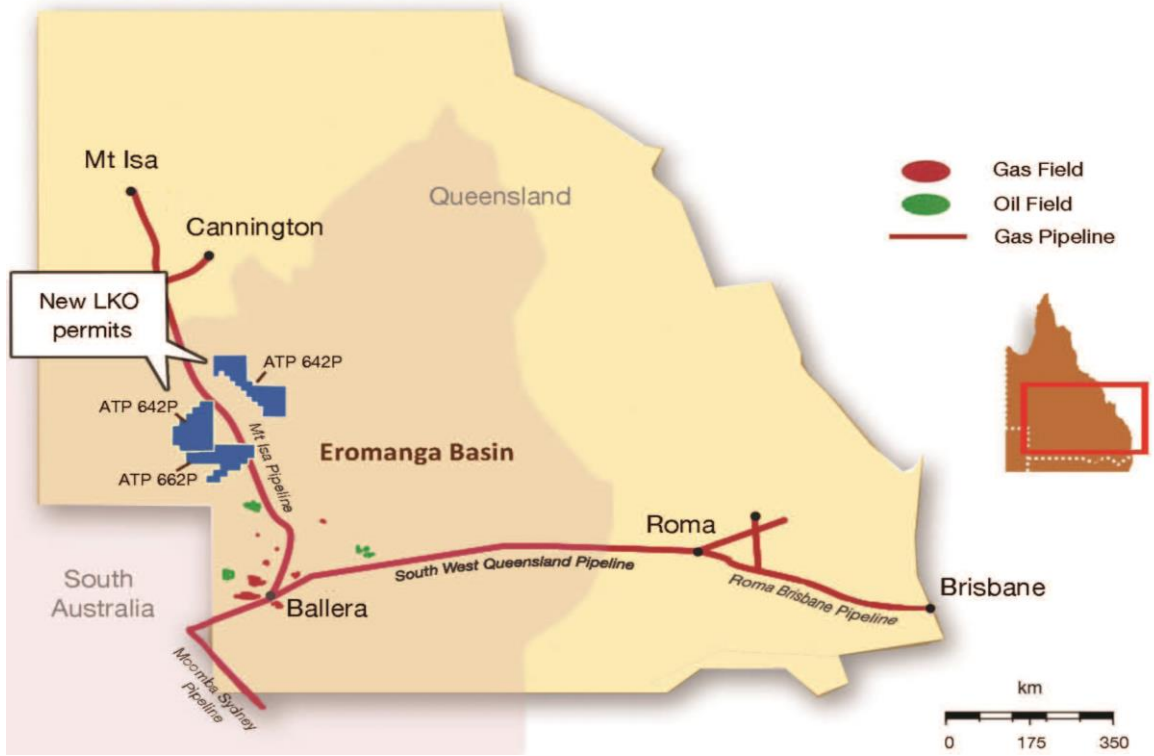 Mt Isa
Queensland
Cannington
Gas Field
Oil Field
Gas Pipeline
New LKO
permits
ATP 642P
ATP 642P
Mt Isa Pipeline
Eromanga Basin
ATP 662P
Roma
South West Queensland Pipeline
Roma Brisbane Pipeline
Brisbane
South
Australia
Ballera
Moomba Sydney
Pipeline
km
0 175 350